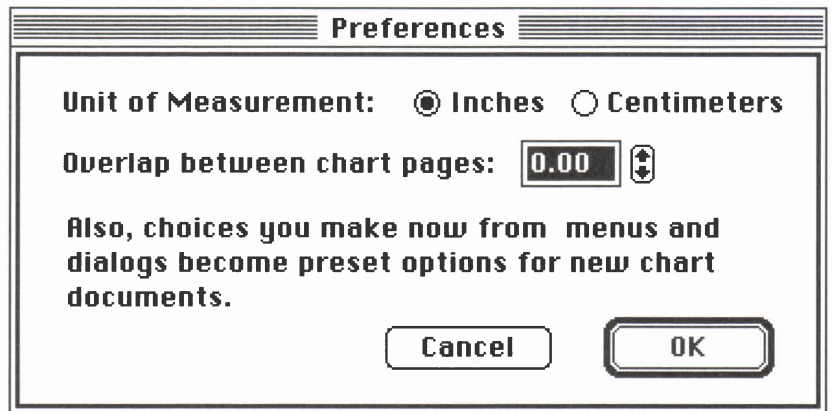 Preferences
Unit of Measurement: Inches Centimeters
Overlap between chart pages: 0.00
Also, choices you make now from menus and
dialogs become preset options for new chart
documents.
Cancel OK